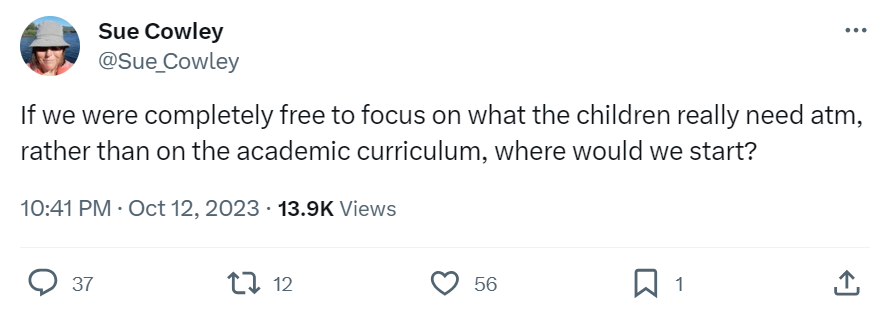 Sue Cowley
@Sue_Cowley
If we were completely free to focus on what the children really need atm,
rather than on the academic curriculum, where would we start?
10:41 PM · Oct 12, 2023 · 13.9K Views
37 12 56 1